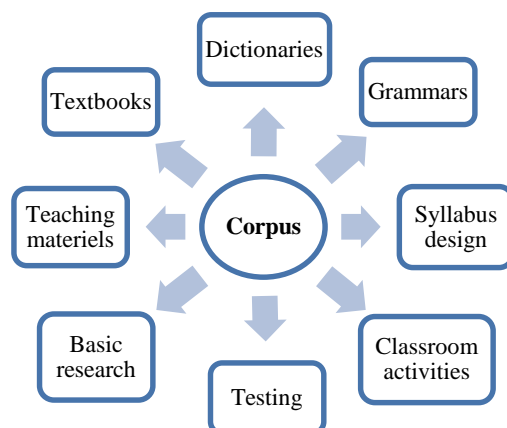 Dictionaries
Textbooks
Grammars
Teaching
materiels
Corpus
Syllabus
design
Basic
research
Classroom
activities
Testing